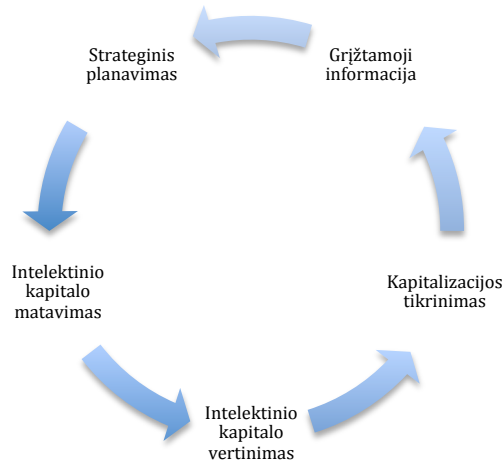 Strateginis
planavimas
Grįžtamoji
informacija
Intelektinio
kapitalo
matavimas
Kapitalizacijos
tikrinimas
Intelektinio
kapitalo
vertinimas